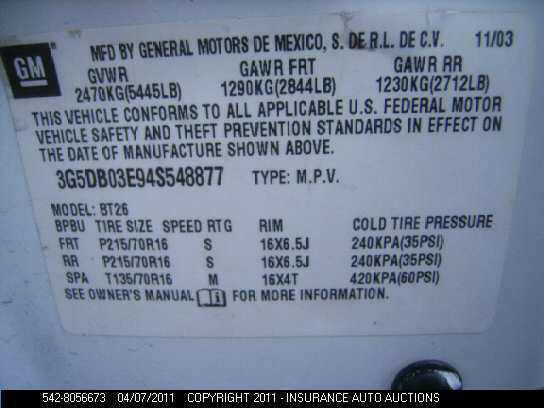 GM
MFD BY GENERAL MOTORS DE MEXICO, S. DE R.L. DE C.V. 11/03
GVWR GAWR FRT GAWR RR
2470KG(5445LB) 1290KG(2844LB) 1230KG(2712LB)
THIS VEHICLE CONFORMS TO ALL APPLICABLE U.S. FEDERAL MOTOR
VEHICLE SAFETY AND THEFT PREVENTION STANDARDS IN EFFECT ON
THE DATE OF MANUFACTURE SHOWN ABOVE.
3G5DB03E94S548877 TYPE: M.P.V.
MODEL: BT26
BPBU TIRE SIZE SPEED RTG RIM COLD TIRE PRESSURE
FRT P215/70R16 S 16X6.5J 240KPA(35PSI)
RR P215/70R16 S 16X6.5J 240KPA(35PSI)
SPA T135/70R16 M 16X4T 420KPA(60PSI)
SEE OWNER'S MANUAL FOR MORE INFORMATION.
542-8056673 04/07/2011 COPYRIGHT 2011 - INSURANCE AUTO AUCTIONS